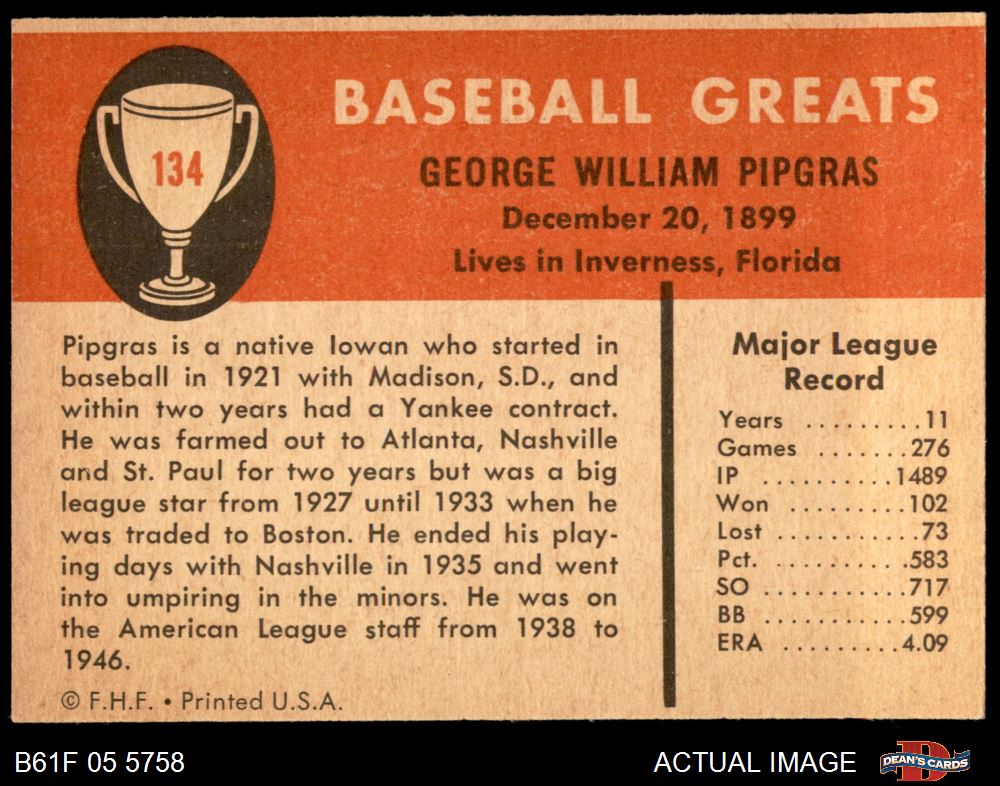 134
BASEBALL GREATS
GEORGE WILLIAM PIPGRAS
December 20, 1899
Lives in Inverness, Florida
Pipgras is a native Iowan who started in
baseball in 1921 with Madison, S.D., and
within two years had a Yankee contract.
He was farmed out to Atlanta, Nashville
and St. Paul for two years but was a big
league star from 1927 until 1933 when he
was traded to Boston. He ended his play-
ing days with Nashville in 1935 and went
into umpiring in the minors. He was on
the American League staff from 1938 to
1946.
© F.H.F. • Printed U.S.A.
Major League
Record
Years .........11
Games .......276
IP ..........1489
Won .........102
Lost ..........73
Pct. ..........583
SO ..........717
BB ..........599
ERA .........4.09
B61F 05 5758
ACTUAL IMAGE
D
DEAN'S CARDS